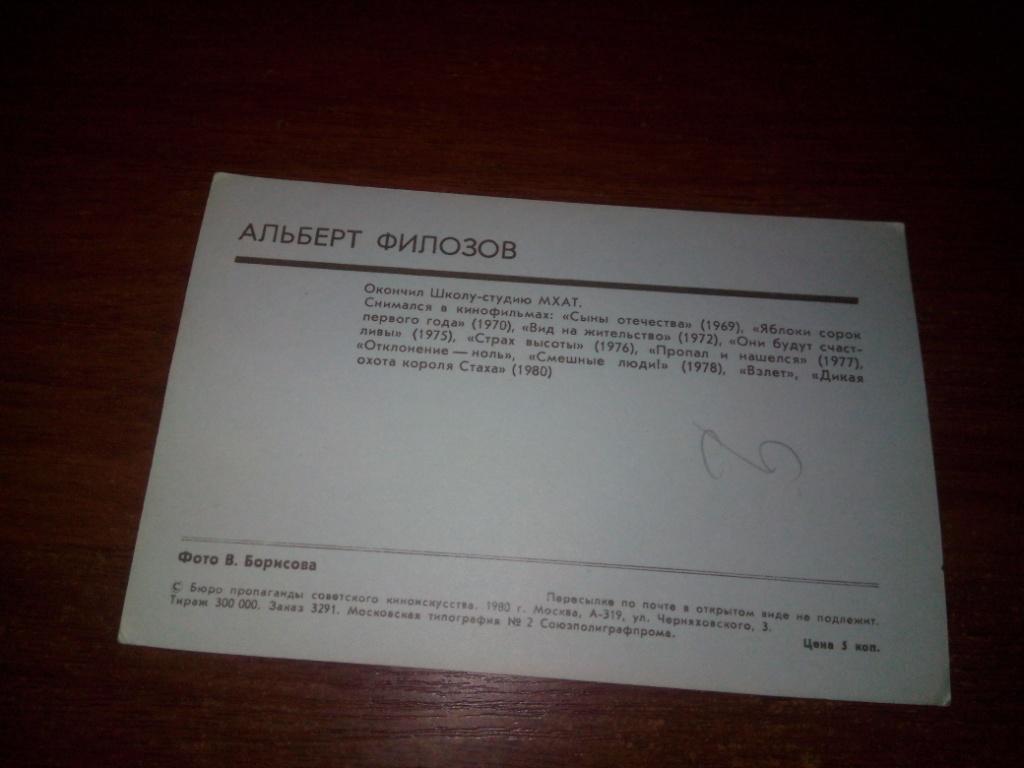 АЛЬБЕРТ ФИЛОЗОВ
Окончил Школу-студию МХАТ.
Снимался в кинофильмах: «Сыны отечества» (1969), «Яблоки сорок
первого года» (1970), «Вид на жительство» (1972), «Они будут счаст-
ливы» (1975), «Страх высоты» (1976), «Пропал и нашелся» (1977),
«Отклонение — ноль», «Смешные люди!» (1978), «Взлет», «Дикая
охота короля Стаха» (1980)
Фото В. Борисова
Пересылке по почте в открытом виде не подлежит.
© Бюро пропаганды советского киноискусства. 1980 г. Москва, А-319, ул. Черняховского, 3.
Тираж 300 000. Заказ 3291. Московская типография № 2 Союзполиграфпрома.
Цена 5 коп.